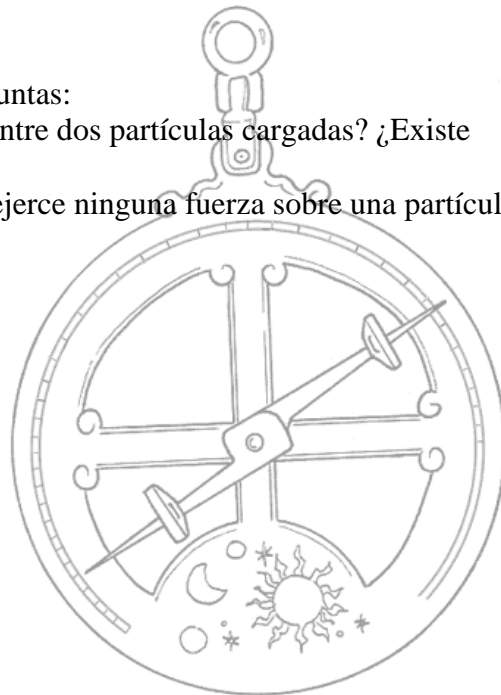 untas:
ntre dos partículas cargadas? ¿Existe
ejerce ninguna fuerza sobre una partícul